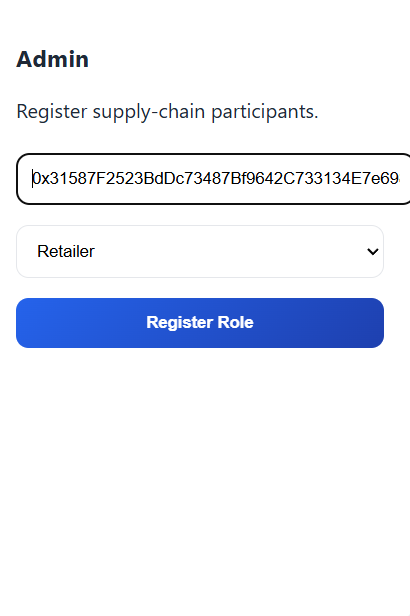 Admin
Register supply-chain participants.
0x31587F2523BdDc73487Bf9642C733134E7e69
Retailer
Register Role